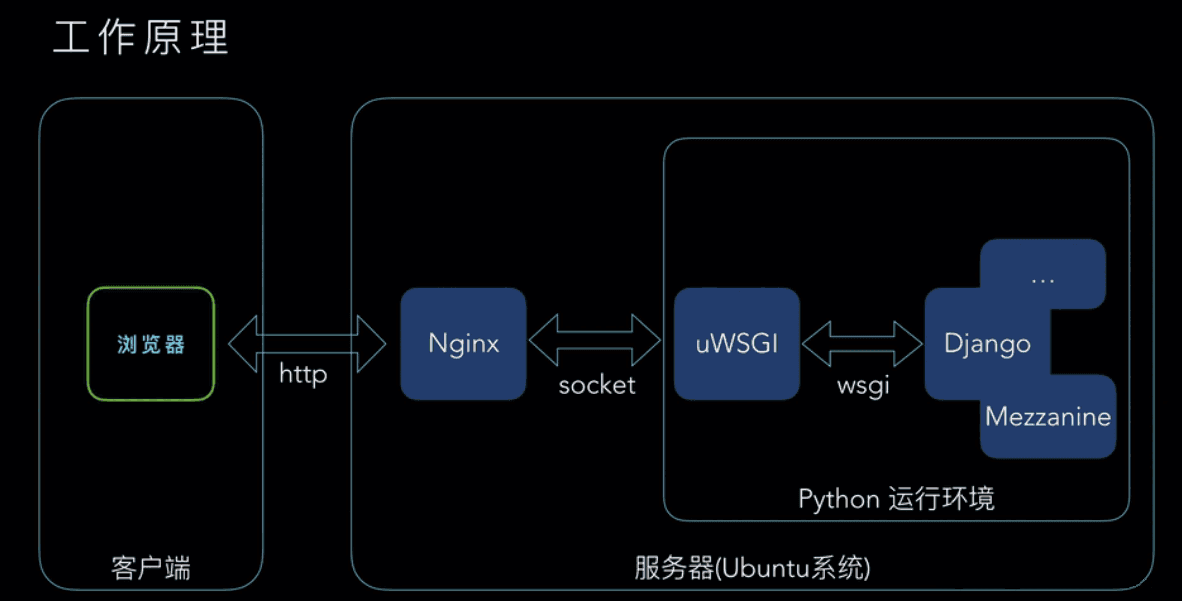 工作原理
...
浏览器
Nginx
uWSGI
Django
http
socket
wsgi
Mezzanine
Python 运行环境
客户端
服务器(Ubuntu系统)